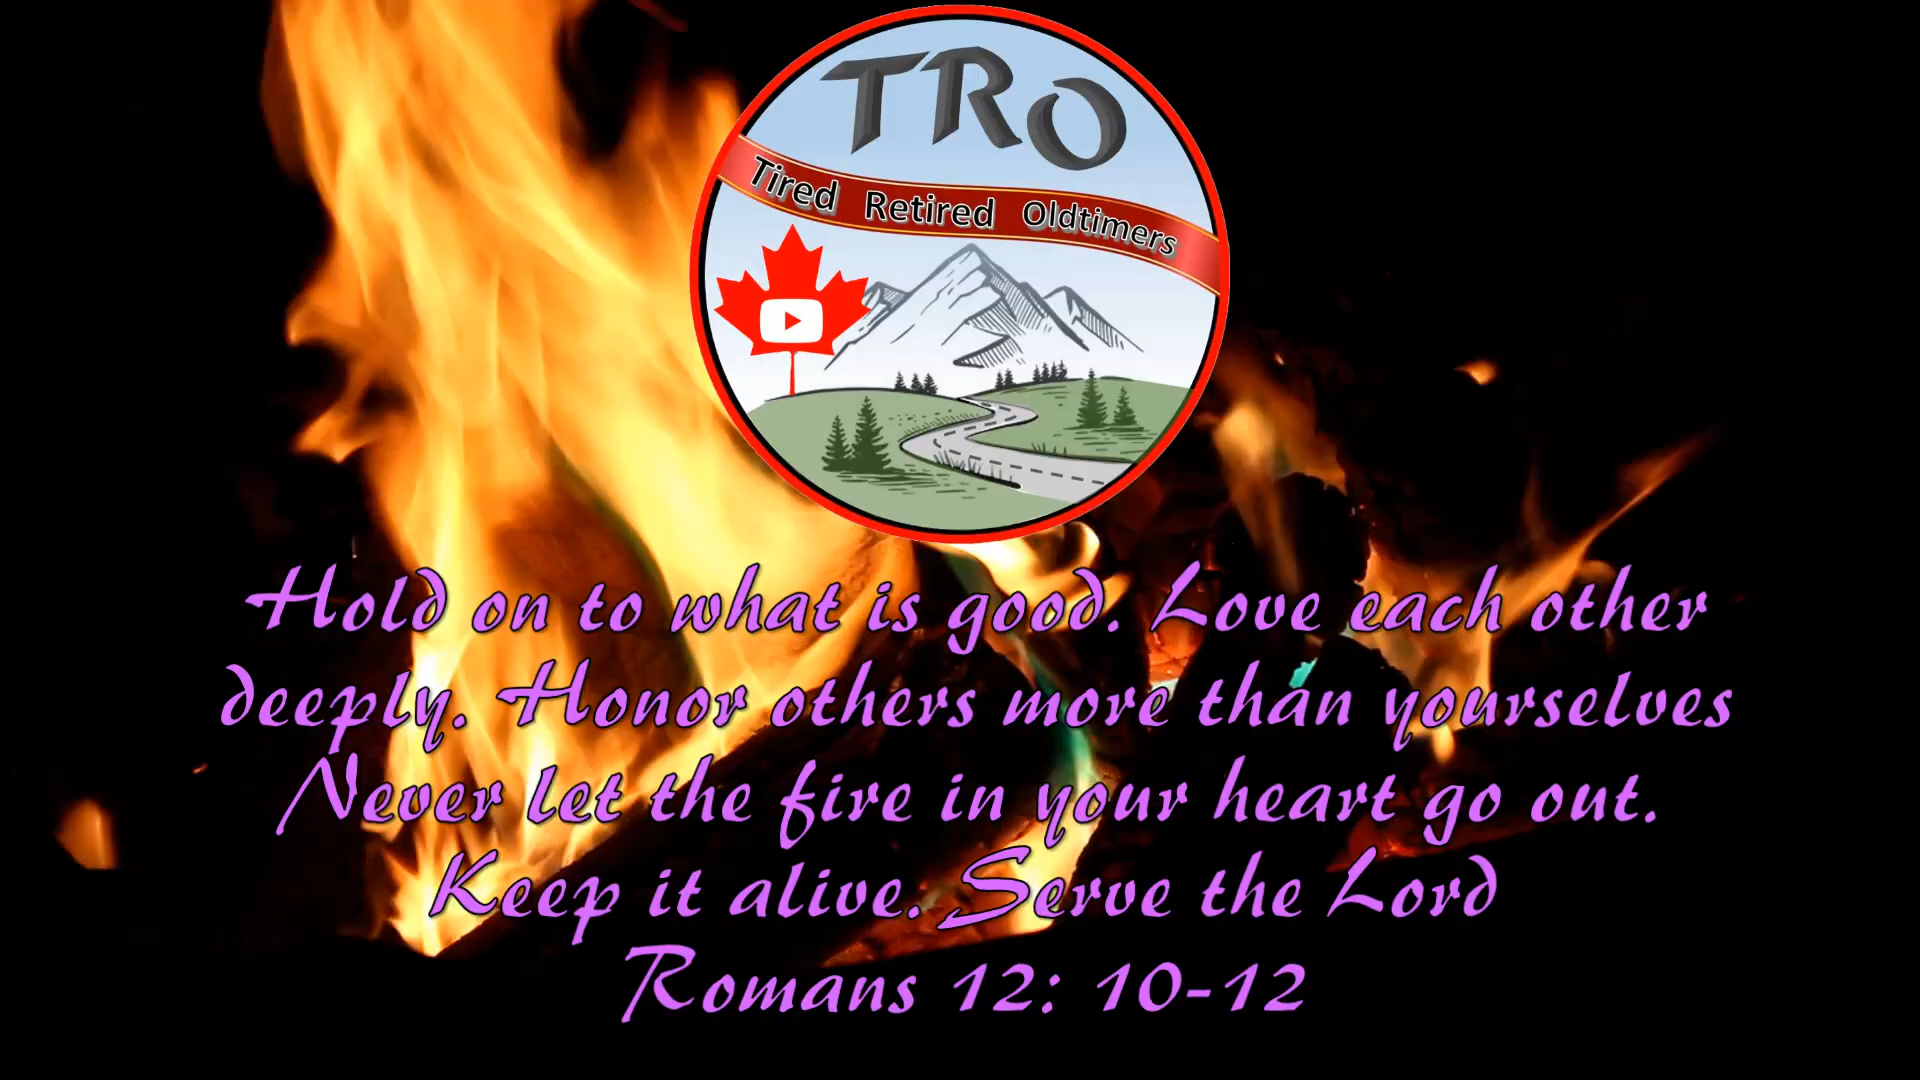 TRO
Tired Retired Oldtimers
Hold on to what is good. Love each other
deeply. Honor others more than yourselves
Never let the fire in your heart go out.
Keep it alive. Serve the Lord
Romans 12: 10-12